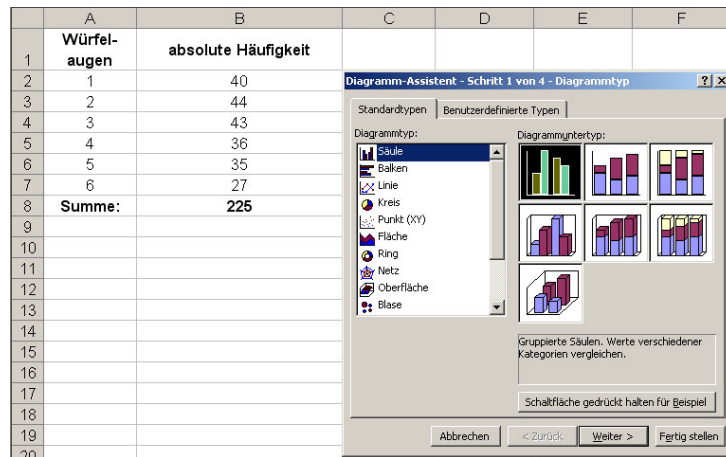 A B C D E F
1 Würfel-
augen absolute Häufigkeit
2 1 40
3 2 44
4 3 43
5 4 36
6 5 35
7 6 27
8 Summe: 225
9
10
11
12
13
14
15
16
17
18
19
20
Diagramm-Assistent - Schritt 1 von 4 - Diagrammtyp
Standardtypen Benutzerdefinierte Typen
Diagrammtyp:
Säule
Balken
Linie
Kreis
Punkt (XY)
Fläche
Ring
Netz
Oberfläche
Blase
Diagrammuntertyp:
Gruppierte Säulen. Werte verschiedener
Kategorien vergleichen.
Schaltfläche gedrückt halten für Beispiel
Abbrechen < Zurück Weiter > Fertig stellen